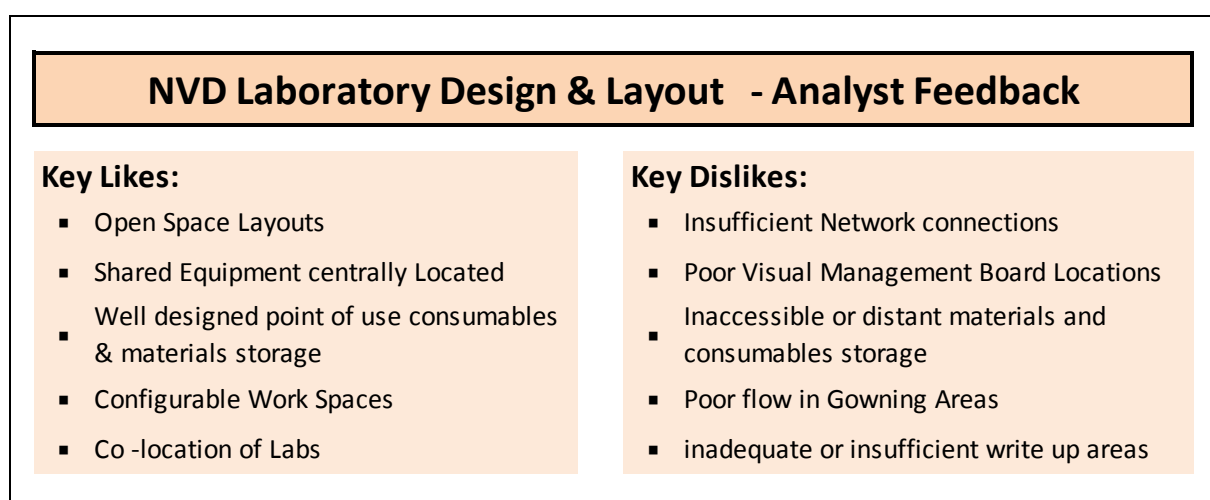 NVD Laboratory Design & Layout - Analyst Feedback
Key Likes:
▪ Open Space Layouts
▪ Shared Equipment centrally Located
▪ Well designed point of use consumables
& materials storage
▪ Configurable Work Spaces
▪ Co -location of Labs
Key Dislikes:
▪ Insufficient Network connections
▪ Poor Visual Management Board Locations
▪ Inaccessible or distant materials and
consumables storage
▪ Poor flow in Gowning Areas
▪ inadequate or insufficient write up areas